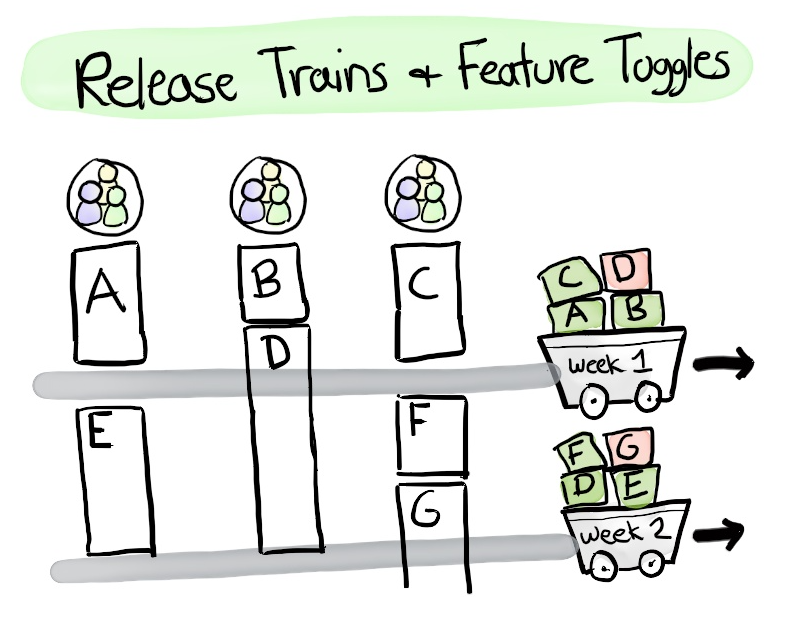 Release Trains & Feature Toggles
A
B
C
D
E
F
G
C D
A B
week 1
F G
D E
week 2